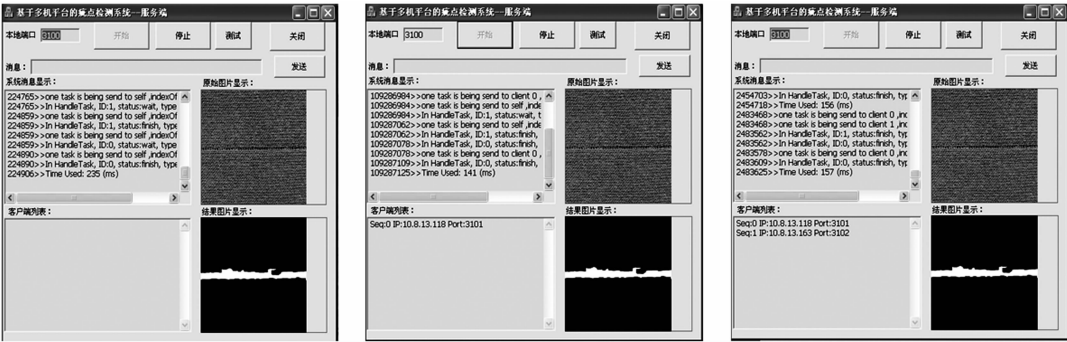 基于多机平台的疵点检测系统--服务端
本地端口 3100 开始 停止 测试 关闭
消息： 发送
系统消息显示： 原始图片显示：
224765>>one task is being send to self ,indexOf
224765>>In HandleTask, ID:1, status:wait, type
224859>>one task is being send to self ,indexOf
224859>>In HandleTask, ID:1, status:finish, type
224859>>one task is being send to self ,indexOf
224859>>In HandleTask, ID:0, status:wait, type
224890>>one task is being send to self ,indexOf
224890>>In HandleTask, ID:0, status:finish, type
224906>>Time Used: 235 (ms)
客户端列表： 结果图片显示：
基于多机平台的疵点检测系统--服务端
本地端口 3100 开始 停止 测试 关闭
消息： 发送
系统消息显示： 原始图片显示：
109286984>>one task is being send to client 0 ,
109286984>>one task is being send to self ,inde
109286984>>In HandleTask, ID:1, status:wait, t
109287062>>one task is being send to self ,inde
109287062>>In HandleTask, ID:1, status:finish,
109287078>>In HandleTask, ID:0, status:finish,
109287078>>one task is being send to client 0 ,
109287109>>In HandleTask, ID:0, status:finish,
109287125>>Time Used: 141 (ms)
客户端列表： 结果图片显示：
Seq:0 IP:10.8.13.118 Port:3101
基于多机平台的疵点检测系统--服务端
本地端口 3100 开始 停止 测试 关闭
消息： 发送
系统消息显示： 原始图片显示：
2454703>>In HandleTask, ID:0, status:finish, typ
2454718>>Time Used: 156 (ms)
2483468>>one task is being send to client 0 ,inc
2483468>>one task is being send to client 1 ,inc
2483562>>In HandleTask, ID:1, status:finish, typ
2483562>>In HandleTask, ID:0, status:finish, typ
2483578>>one task is being send to client 0 ,inc
2483609>>In HandleTask, ID:0, status:finish, typ
2483625>>Time Used: 157 (ms)
客户端列表： 结果图片显示：
Seq:0 IP:10.8.13.118 Port:3101
Seq:1 IP:10.8.13.163 Port:3102